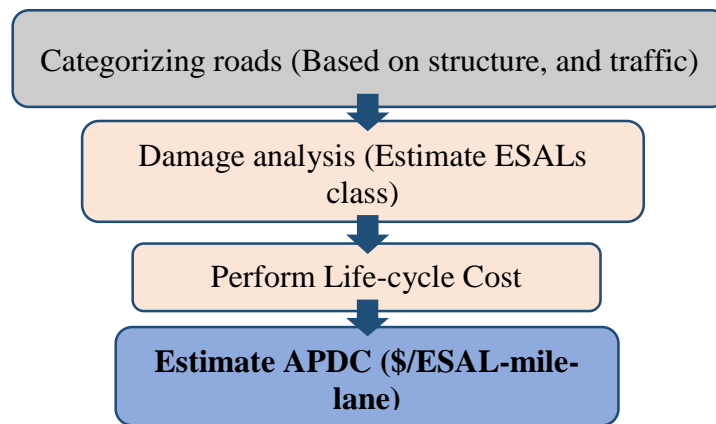 Categorizing roads (Based on structure, and traffic)
Damage analysis (Estimate ESALs
class)
Perform Life-cycle Cost
Estimate APDC ($/ESAL-mile-
lane)